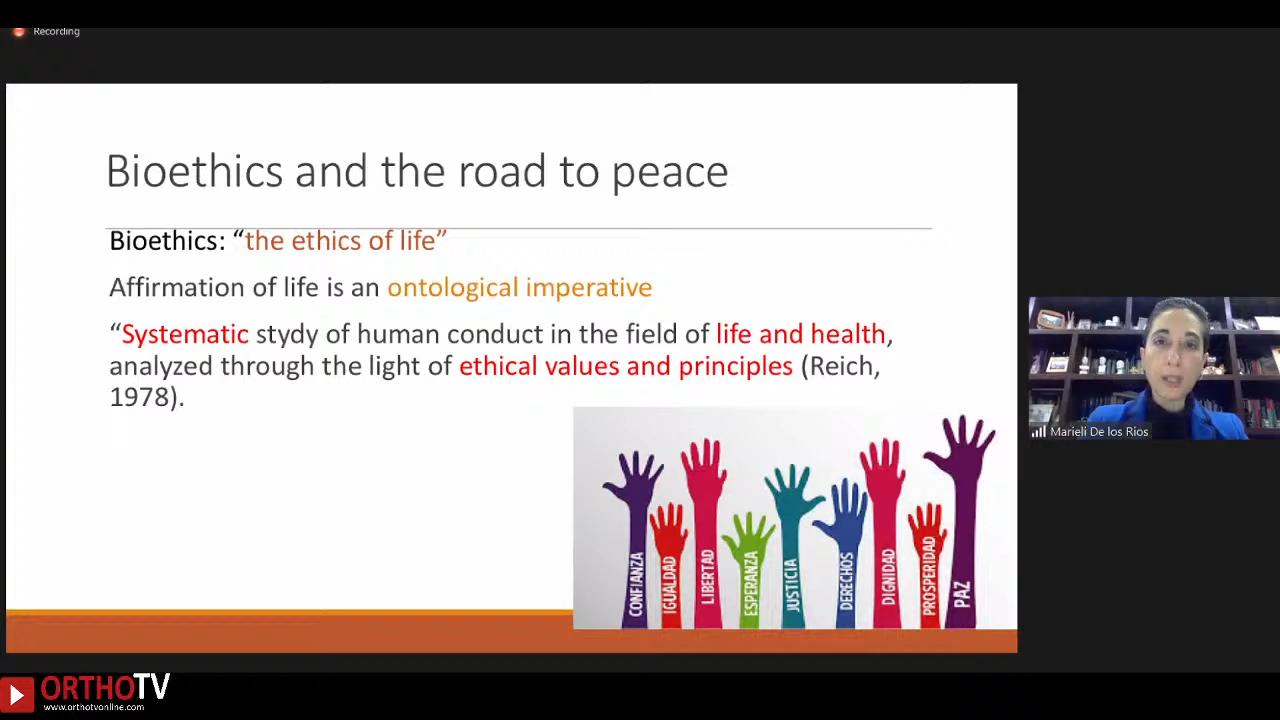 Recording
Bioethics and the road to peace
Bioethics: “the ethics of life”
Affirmation of life is an ontological imperative
“Systematic stydy of human conduct in the field of life and health,
analyzed through the light of ethical values and principles (Reich,
1978).
CONFIANZA
IGUALDAD
LIBERTAD
ESPERANZA
JUSTICIA
DERECHOS
DIGNIDAD
PROSPERIDAD
PAZ
Marieli De los Rios
ORTHOTV
www.orthotvonline.com